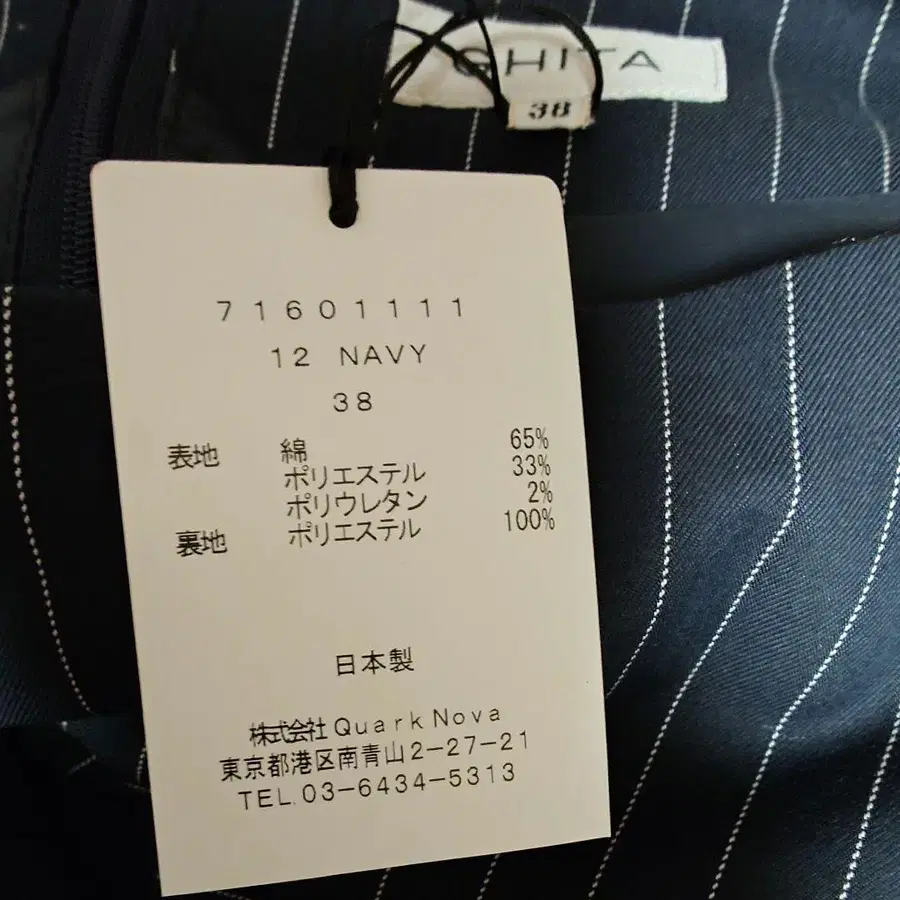 GHITA
38
71601111
12 NAVY
38
表地 綿 65%
ポリエステル 33%
ポリウレタン 2%
裏地 ポリエステル 100%
日本製
株式会社 Quark Nova
東京都港区南青山2-27-21
TEL.03-6434-5313